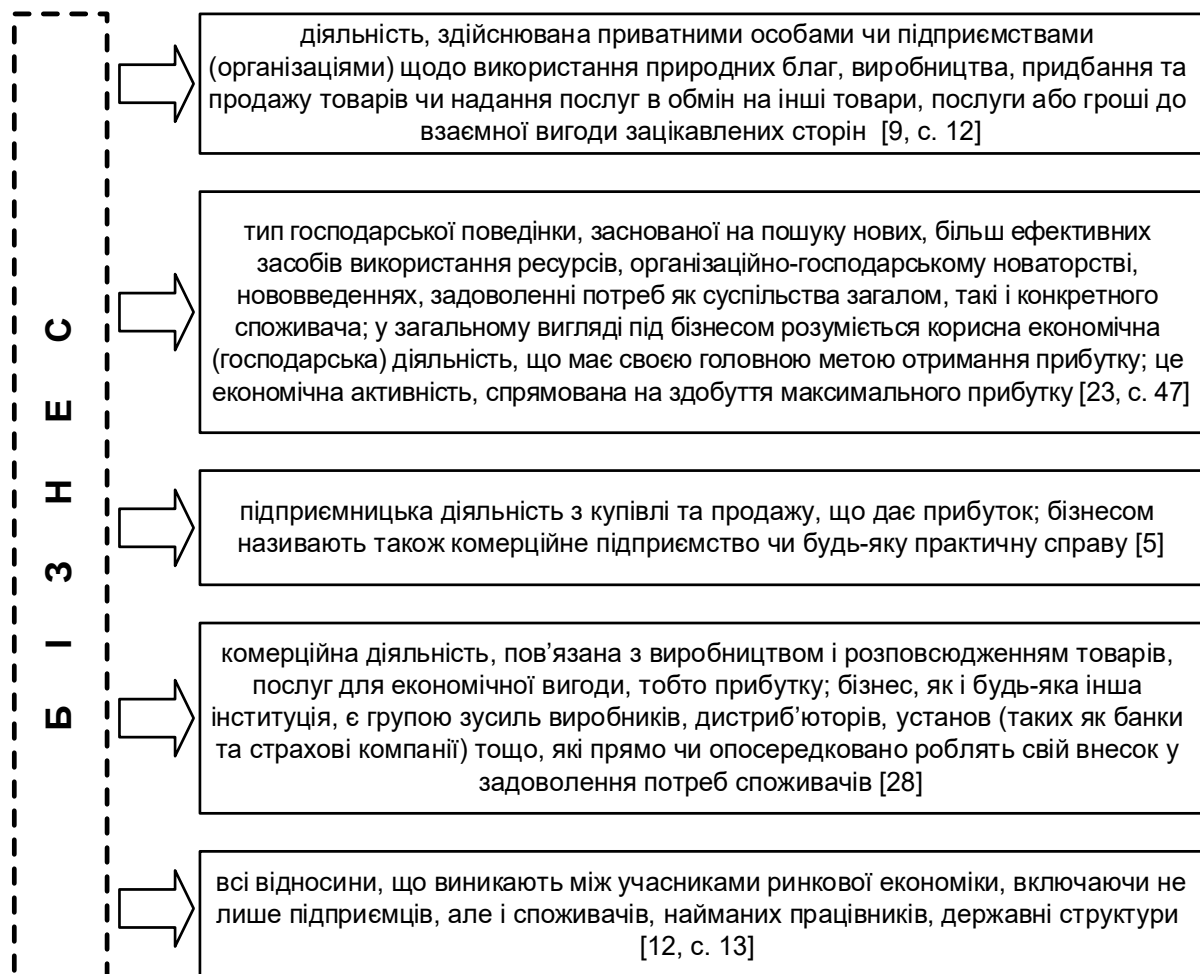 БІЗНЕС
діяльність, здійснювана приватними особами чи підприємствами
(організаціями) щодо використання природних благ, виробництва, придбання та
продажу товарів чи надання послуг в обмін на інші товари, послуги або гроші до
взаємної вигоди зацікавлених сторін [9, с. 12]
тип господарської поведінки, заснованої на пошуку нових, більш ефективних
засобів використання ресурсів, організаційно-господарському новаторстві,
нововведеннях, задоволенні потреб як суспільства загалом, такі і конкретного
споживача; у загальному вигляді під бізнесом розуміється корисна економічна
(господарська) діяльність, що має своєю головною метою отримання прибутку; це
економічна активність, спрямована на здобуття максимального прибутку [23, с. 47]
підприємницька діяльність з купівлі та продажу, що дає прибуток; бізнесом
називають також комерційне підприємство чи будь-яку практичну справу [5]
комерційна діяльність, пов’язана з виробництвом і розповсюдженням товарів,
послуг для економічної вигоди, тобто прибутку; бізнес, як і будь-яка інша
інституція, є групою зусиль виробників, дистриб’юторів, установ (таких як банки
та страхові компанії) тощо, які прямо чи опосередковано роблять свій внесок у
задоволення потреб споживачів [28]
всі відносини, що виникають між учасниками ринкової економіки, включаючи не
лише підприємців, але і споживачів, найманих працівників, державні структури
[12, с. 13]